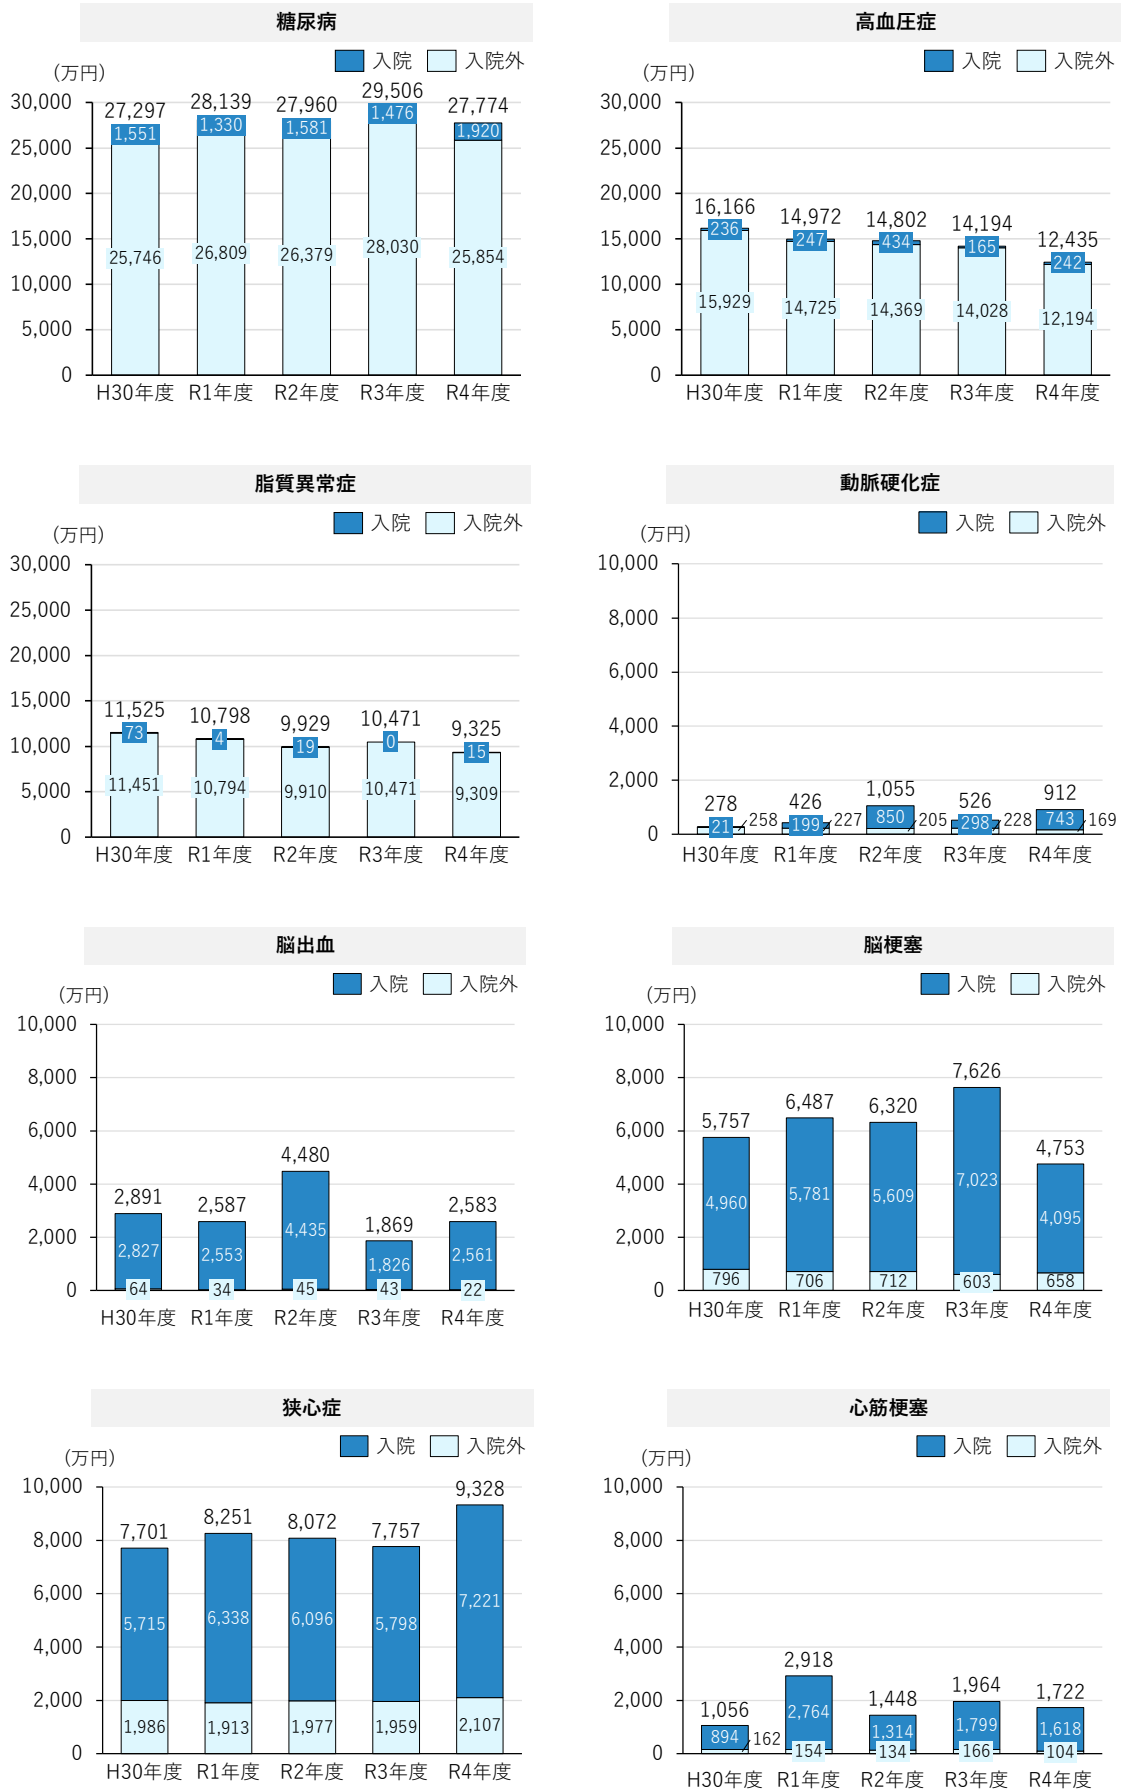 糖尿病
入院 入院外
(万円)
30,000
25,000
20,000
15,000
10,000
5,000
0
27,297 28,139 27,960 29,506 27,774
1,551 1,330 1,581 1,476 1,920
25,746 26,809 26,379 28,030 25,854
H30年度 R1年度 R2年度 R3年度 R4年度
高血圧症
入院 入院外
(万円)
30,000
25,000
20,000
15,000
10,000
5,000
0
16,166 14,972 14,802 14,194 12,435
236 247 434 165 242
15,929 14,725 14,369 14,028 12,194
H30年度 R1年度 R2年度 R3年度 R4年度
脂質異常症
入院 入院外
(万円)
30,000
25,000
20,000
15,000
10,000
5,000
0
11,525 10,798 9,929 10,471 9,325
73 4 19 0 15
11,451 10,794 9,910 10,471 9,309
H30年度 R1年度 R2年度 R3年度 R4年度
動脈硬化症
入院 入院外
(万円)
10,000
8,000
6,000
4,000
2,000
0
278 426 1,055 526 912
21 258 199 227 850 205 298 228 743 169
H30年度 R1年度 R2年度 R3年度 R4年度
脳出血
入院 入院外
(万円)
10,000
8,000
6,000
4,000
2,000
0
2,891 2,587 4,480 1,869 2,583
2,827 2,553 4,435 1,826 2,561
64 34 45 43 22
H30年度 R1年度 R2年度 R3年度 R4年度
脳梗塞
入院 入院外
(万円)
10,000
8,000
6,000
4,000
2,000
0
5,757 6,487 6,320 7,626 4,753
4,960 5,781 5,609 7,023 4,095
796 706 712 603 658
H30年度 R1年度 R2年度 R3年度 R4年度
狭心症
入院 入院外
(万円)
10,000
8,000
6,000
4,000
2,000
0
7,701 8,251 8,072 7,757 9,328
5,715 6,338 6,096 5,798 7,221
1,986 1,913 1,977 1,959 2,107
H30年度 R1年度 R2年度 R3年度 R4年度
心筋梗塞
入院 入院外
(万円)
10,000
8,000
6,000
4,000
2,000
0
1,056 2,918 1,448 1,964 1,722
894 2,764 1,314 1,799 1,618
162 154 134 166 104
H30年度 R1年度 R2年度 R3年度 R4年度